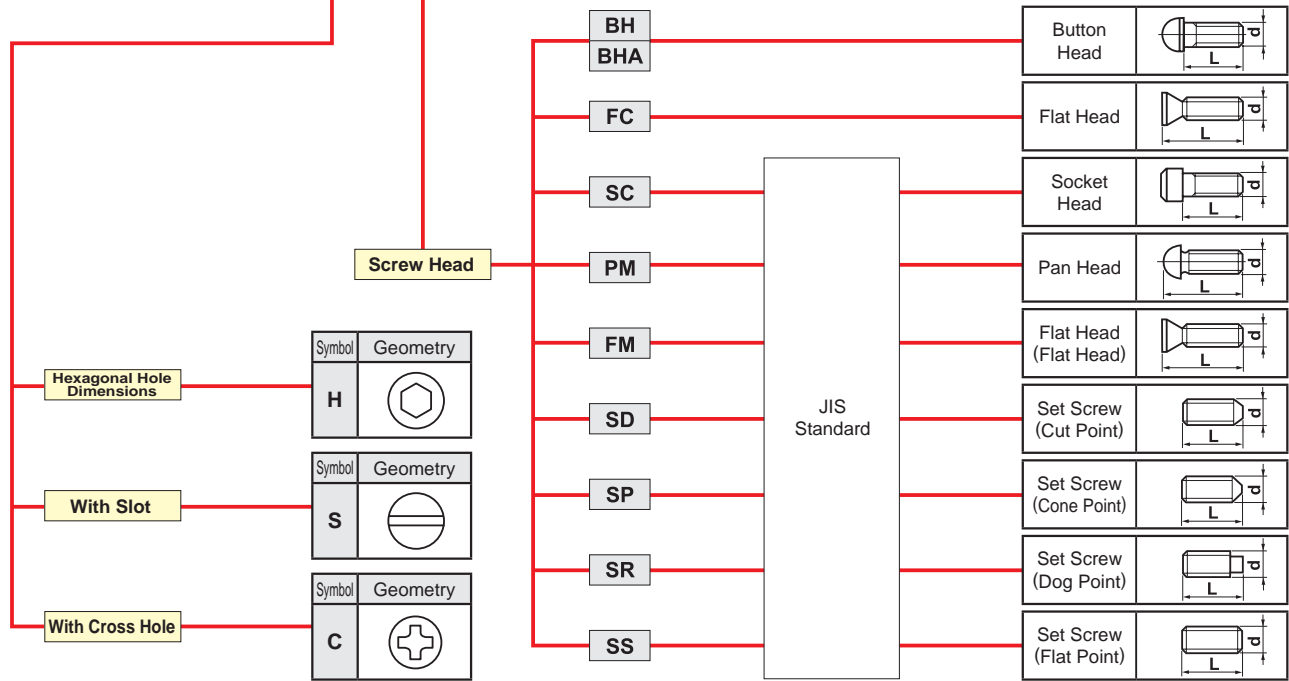 BH
BHA
Button
Head
L
d
FC
Flat Head
L
d
SC
Socket
Head
L
d
Screw Head
PM
Pan Head
L
d
FM
Flat Head
(Flat Head)
L
d
SD
JIS
Standard
Set Screw
(Cut Point)
L
d
SP
Set Screw
(Cone Point)
L
d
SR
Set Screw
(Dog Point)
L
d
SS
Set Screw
(Flat Point)
L
d
Hexagonal Hole
Dimensions
Symbol Geometry
H
With Slot
Symbol Geometry
S
With Cross Hole
Symbol Geometry
C